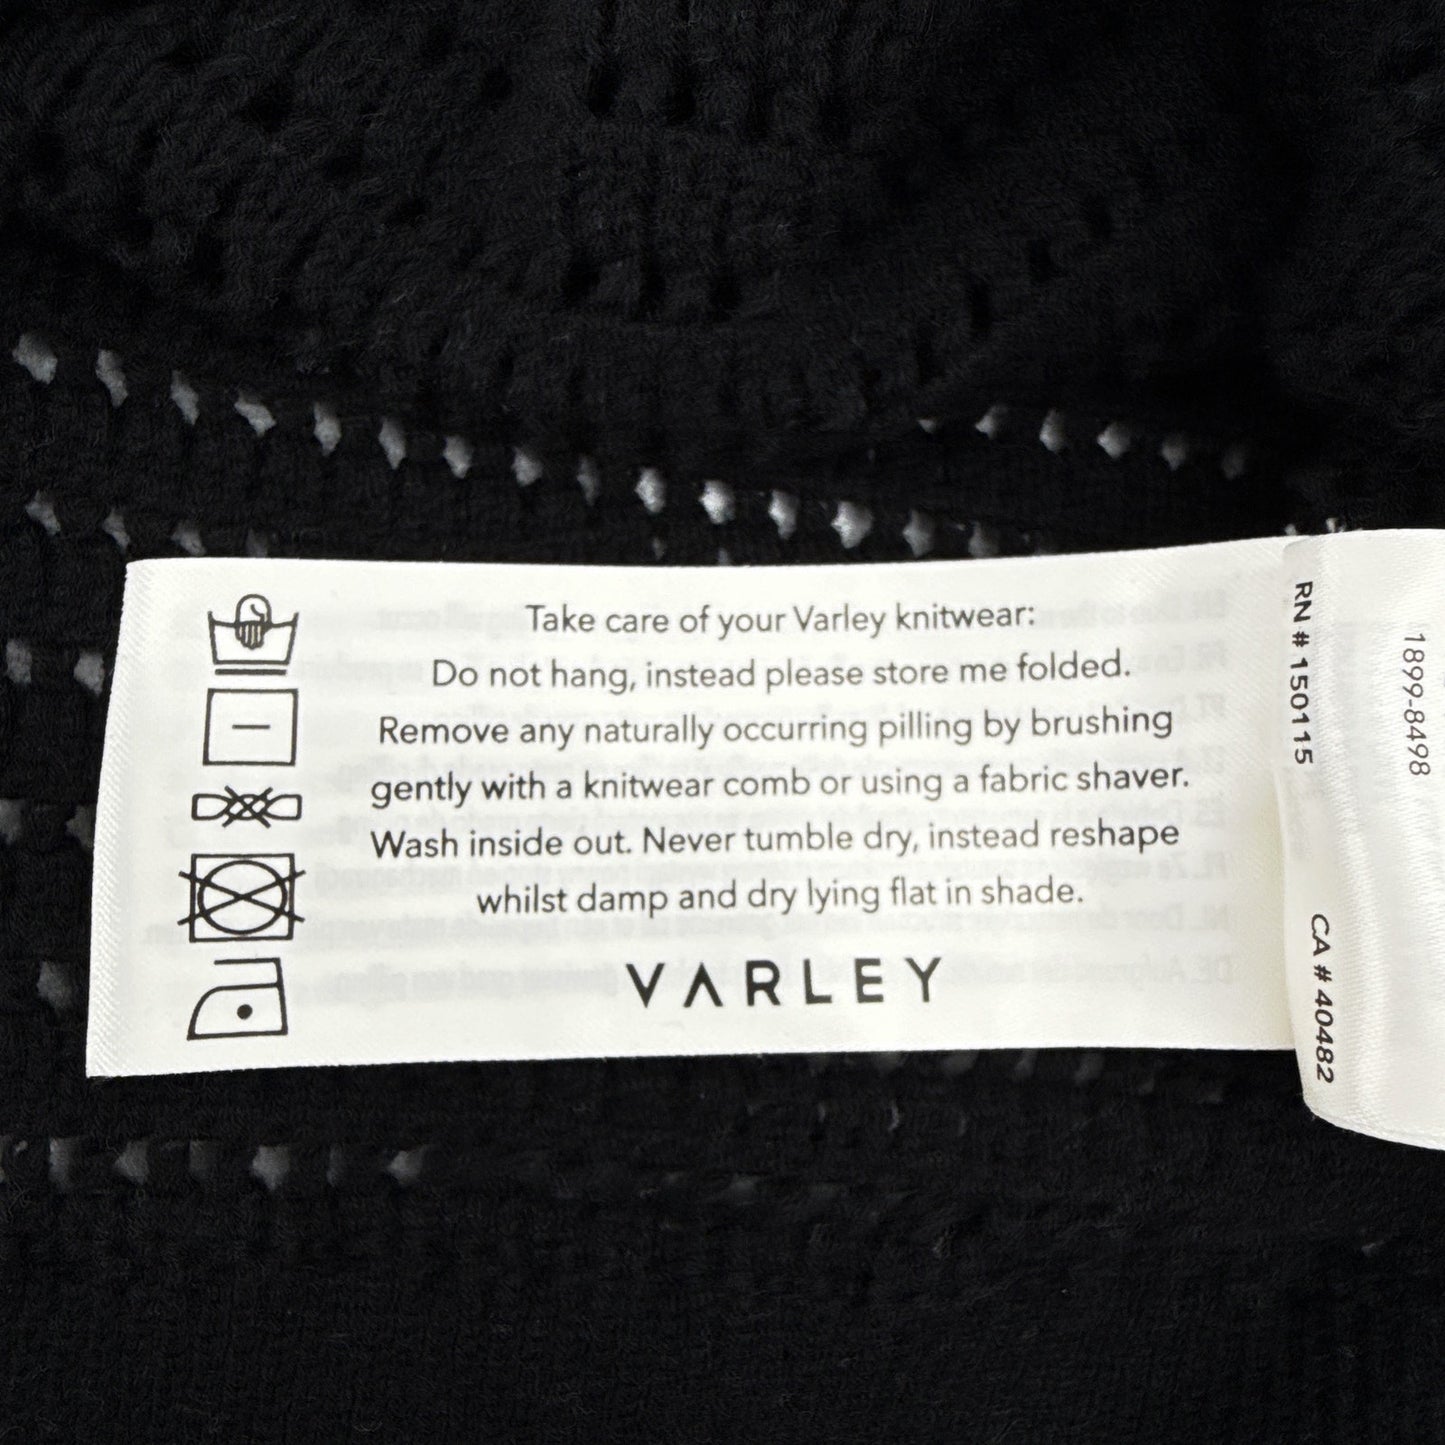 Take care of your Varley knitwear:
Do not hang, instead please store me folded.
Remove any naturally occurring pilling by brushing
gently with a knitwear comb or using a fabric shaver.
Wash inside out. Never tumble dry, instead reshape
whilst damp and dry lying flat in shade.
VARLEY
RN # 150115
CA # 40482
1899-8498